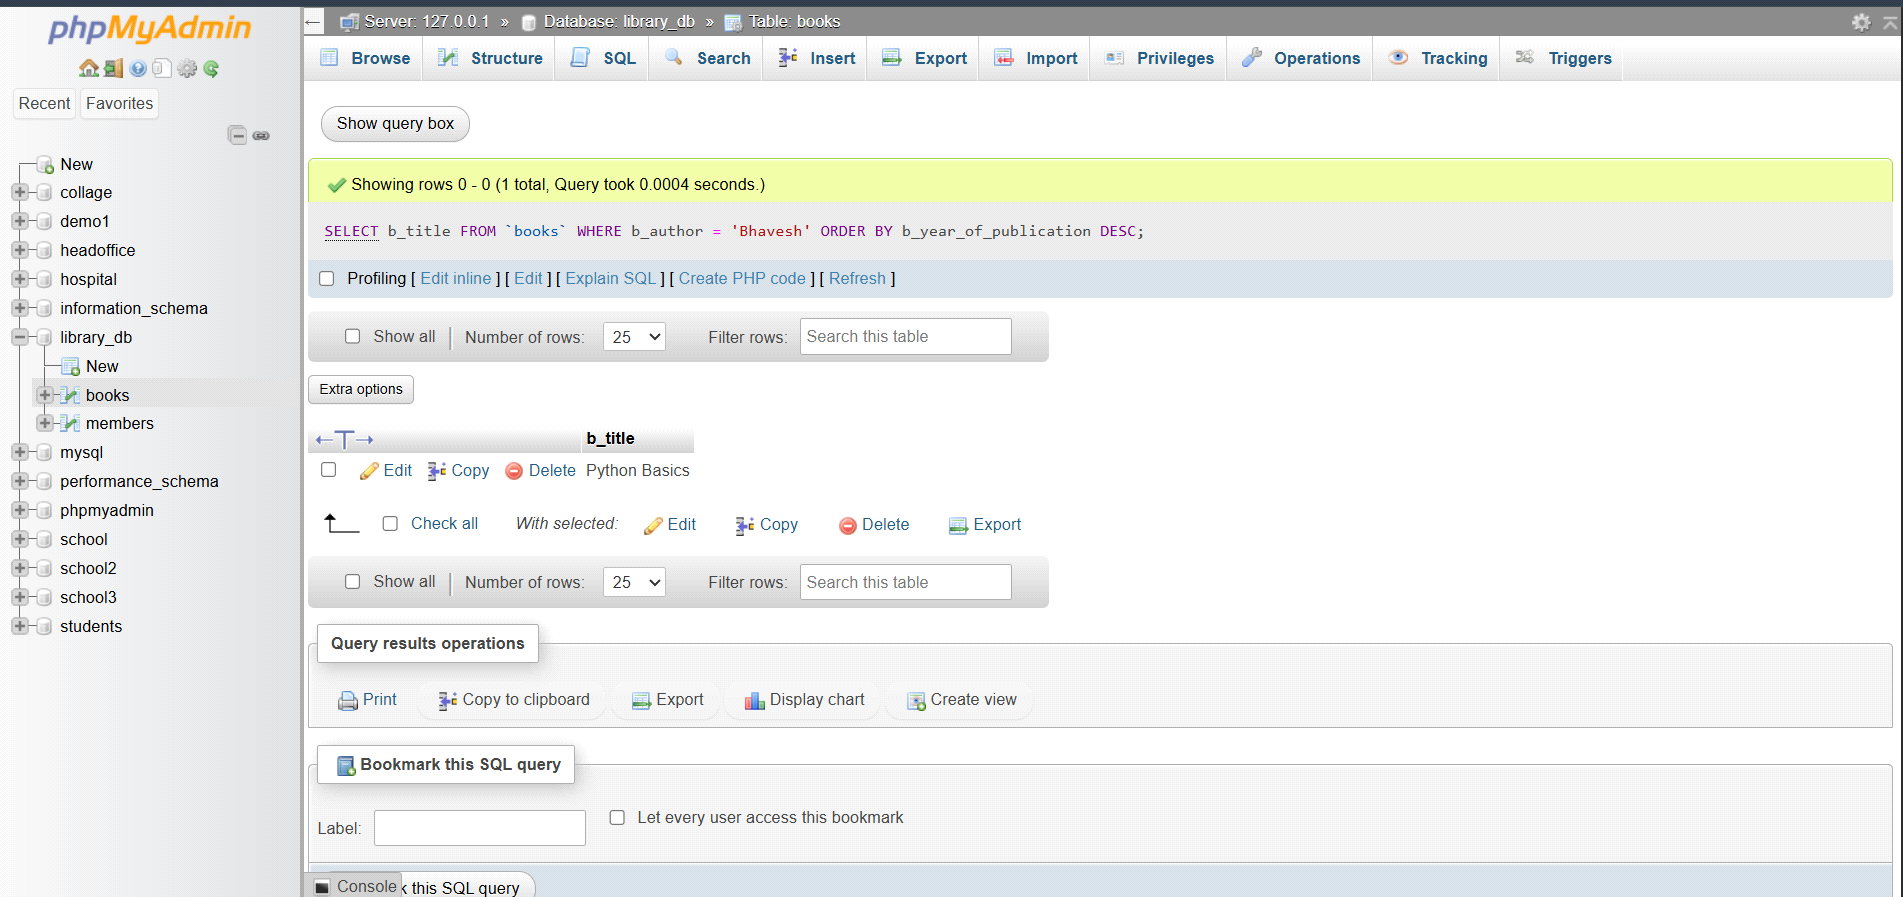 phpMyAdmin
Recent Favorites
New
collage
demo1
headoffice
hospital
information_schema
library_db
New
books
members
mysql
performance_schema
phpmyadmin
school
school2
school3
students
Server: 127.0.0.1 » Database: library_db » Table: books
Browse Structure SQL Search Insert Export Import Privileges Operations Tracking Triggers
Show query box
Showing rows 0 - 0 (1 total, Query took 0.0004 seconds.)
SELECT b_title FROM `books` WHERE b_author = 'Bhavesh' ORDER BY b_year_of_publication DESC;
Profiling [ Edit inline ] [ Edit ] [ Explain SQL ] [ Create PHP code ] [ Refresh ]
Show all | Number of rows: 25 Filter rows: Search this table
Extra options
←T→ b_title
Edit Copy Delete Python Basics
Check all With selected: Edit Copy Delete Export
Show all | Number of rows: 25 Filter rows: Search this table
Query results operations
Print Copy to clipboard Export Display chart Create view
Bookmark this SQL query
Label: Let every user access this bookmark
Console k this SQL query